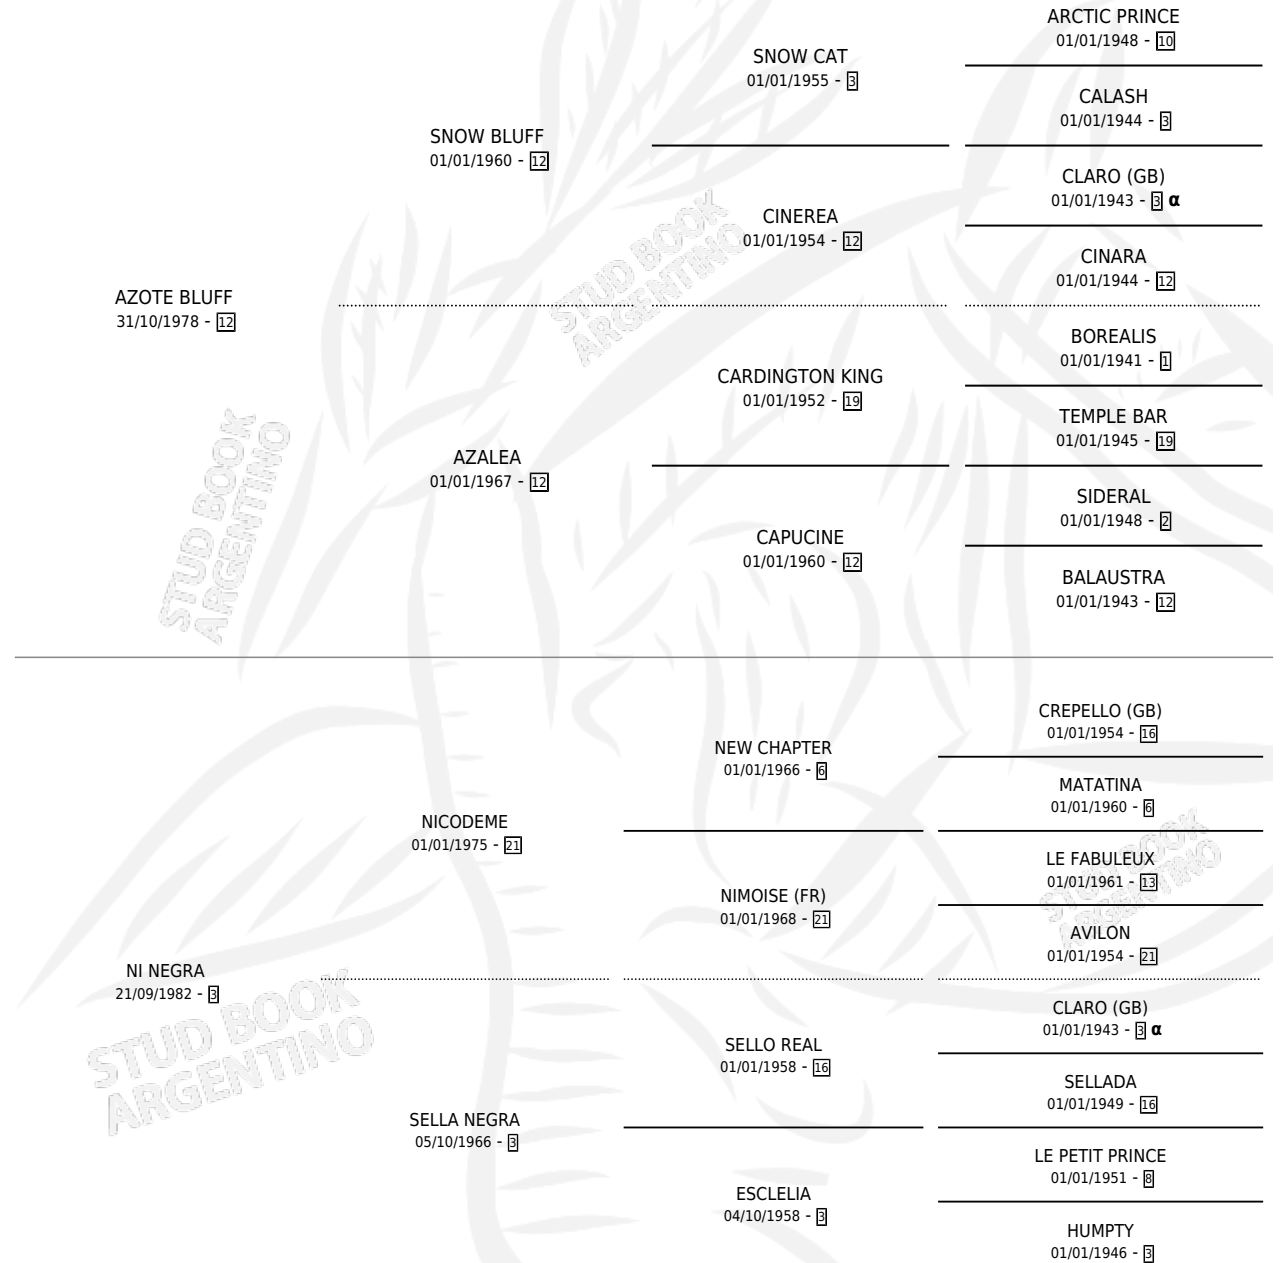 ARCTIC PRINCE
01/01/1948 - 10
SNOW CAT
01/01/1955 - 3
CALASH
01/01/1944 - 3
SNOW BLUFF
01/01/1960 - 12
CLARO (GB)
01/01/1943 - 3 α
CINEREA
01/01/1954 - 12
CINARA
01/01/1944 - 12
AZOTE BLUFF
31/10/1978 - 12
BOREALIS
01/01/1941 - 1
CARDINGTON KING
01/01/1952 - 19
TEMPLE BAR
01/01/1945 - 19
AZALEA
01/01/1967 - 12
SIDERAL
01/01/1948 - 2
CAPUCINE
01/01/1960 - 12
BALAUSTRA
01/01/1943 - 12
CREPELLO (GB)
01/01/1954 - 16
NEW CHAPTER
01/01/1966 - 6
MATATINA
01/01/1960 - 6
NICODEME
01/01/1975 - 21
LE FABULEUX
01/01/1961 - 13
NIMOISE (FR)
01/01/1968 - 21
AVILON
01/01/1954 - 21
NI NEGRA
21/09/1982 - 3
CLARO (GB)
01/01/1943 - 3 α
SELLO REAL
01/01/1958 - 16
SELLADA
01/01/1949 - 16
SELLA NEGRA
05/10/1966 - 3
LE PETIT PRINCE
01/01/1951 - 8
ESCLELIA
04/10/1958 - 3
HUMPTY
01/01/1946 - 3
STUD BOOK
ARGENTINO
STUD BOOK
ARGENTINO
STUD BOOK
ARGENTINO
STUD BOOK
ARGENTINO